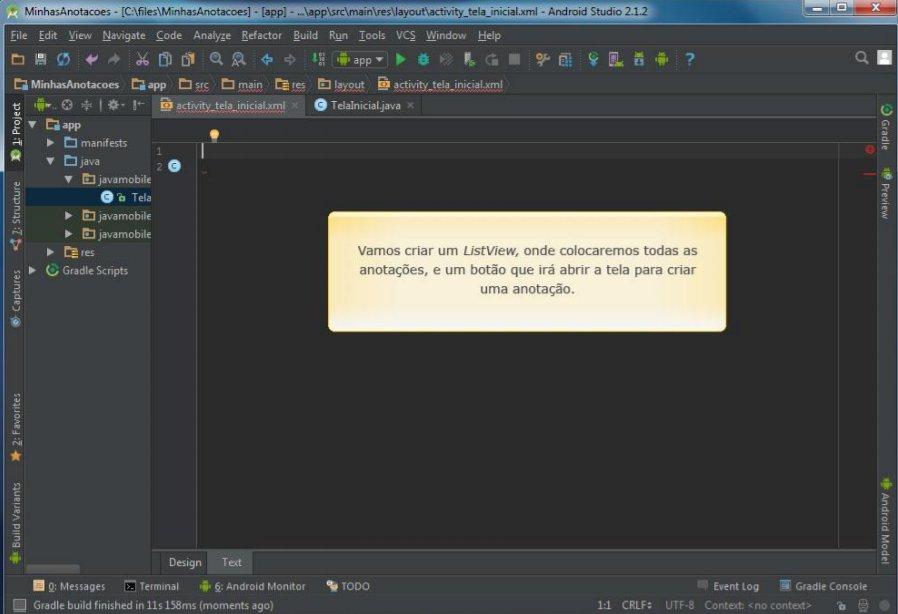 MinhasAnotacoes - [C:\files\MinhasAnotacoes] - [app] - ...\app\src\main\res\layout\activity_tela_inicial.xml - Android Studio 2.1.2
File Edit View Navigate Code Analyze Refactor Build Run Tools VCS Window Help
app
MinhasAnotacoes app src main res layout activity_tela_inicial.xml
activity_tela_inicial.xml TelaInicial.java
1: Project
Z: Structure
Captures
2: Favorites
Build Variants
app
manifests
java
javamobile
Tela
javamobile
javamobile
res
Gradle Scripts
1
2
Vamos criar um ListView, onde colocaremos todas as
anotações, e um botão que irá abrir a tela para criar
uma anotação.
Gradle
Preview
Android Model
Design Text
0: Messages Terminal 6: Android Monitor TODO Event Log Gradle Console
Gradle build finished in 11s 158ms (moments ago) 1:1 CRLF UTF-8 Context: <no context>